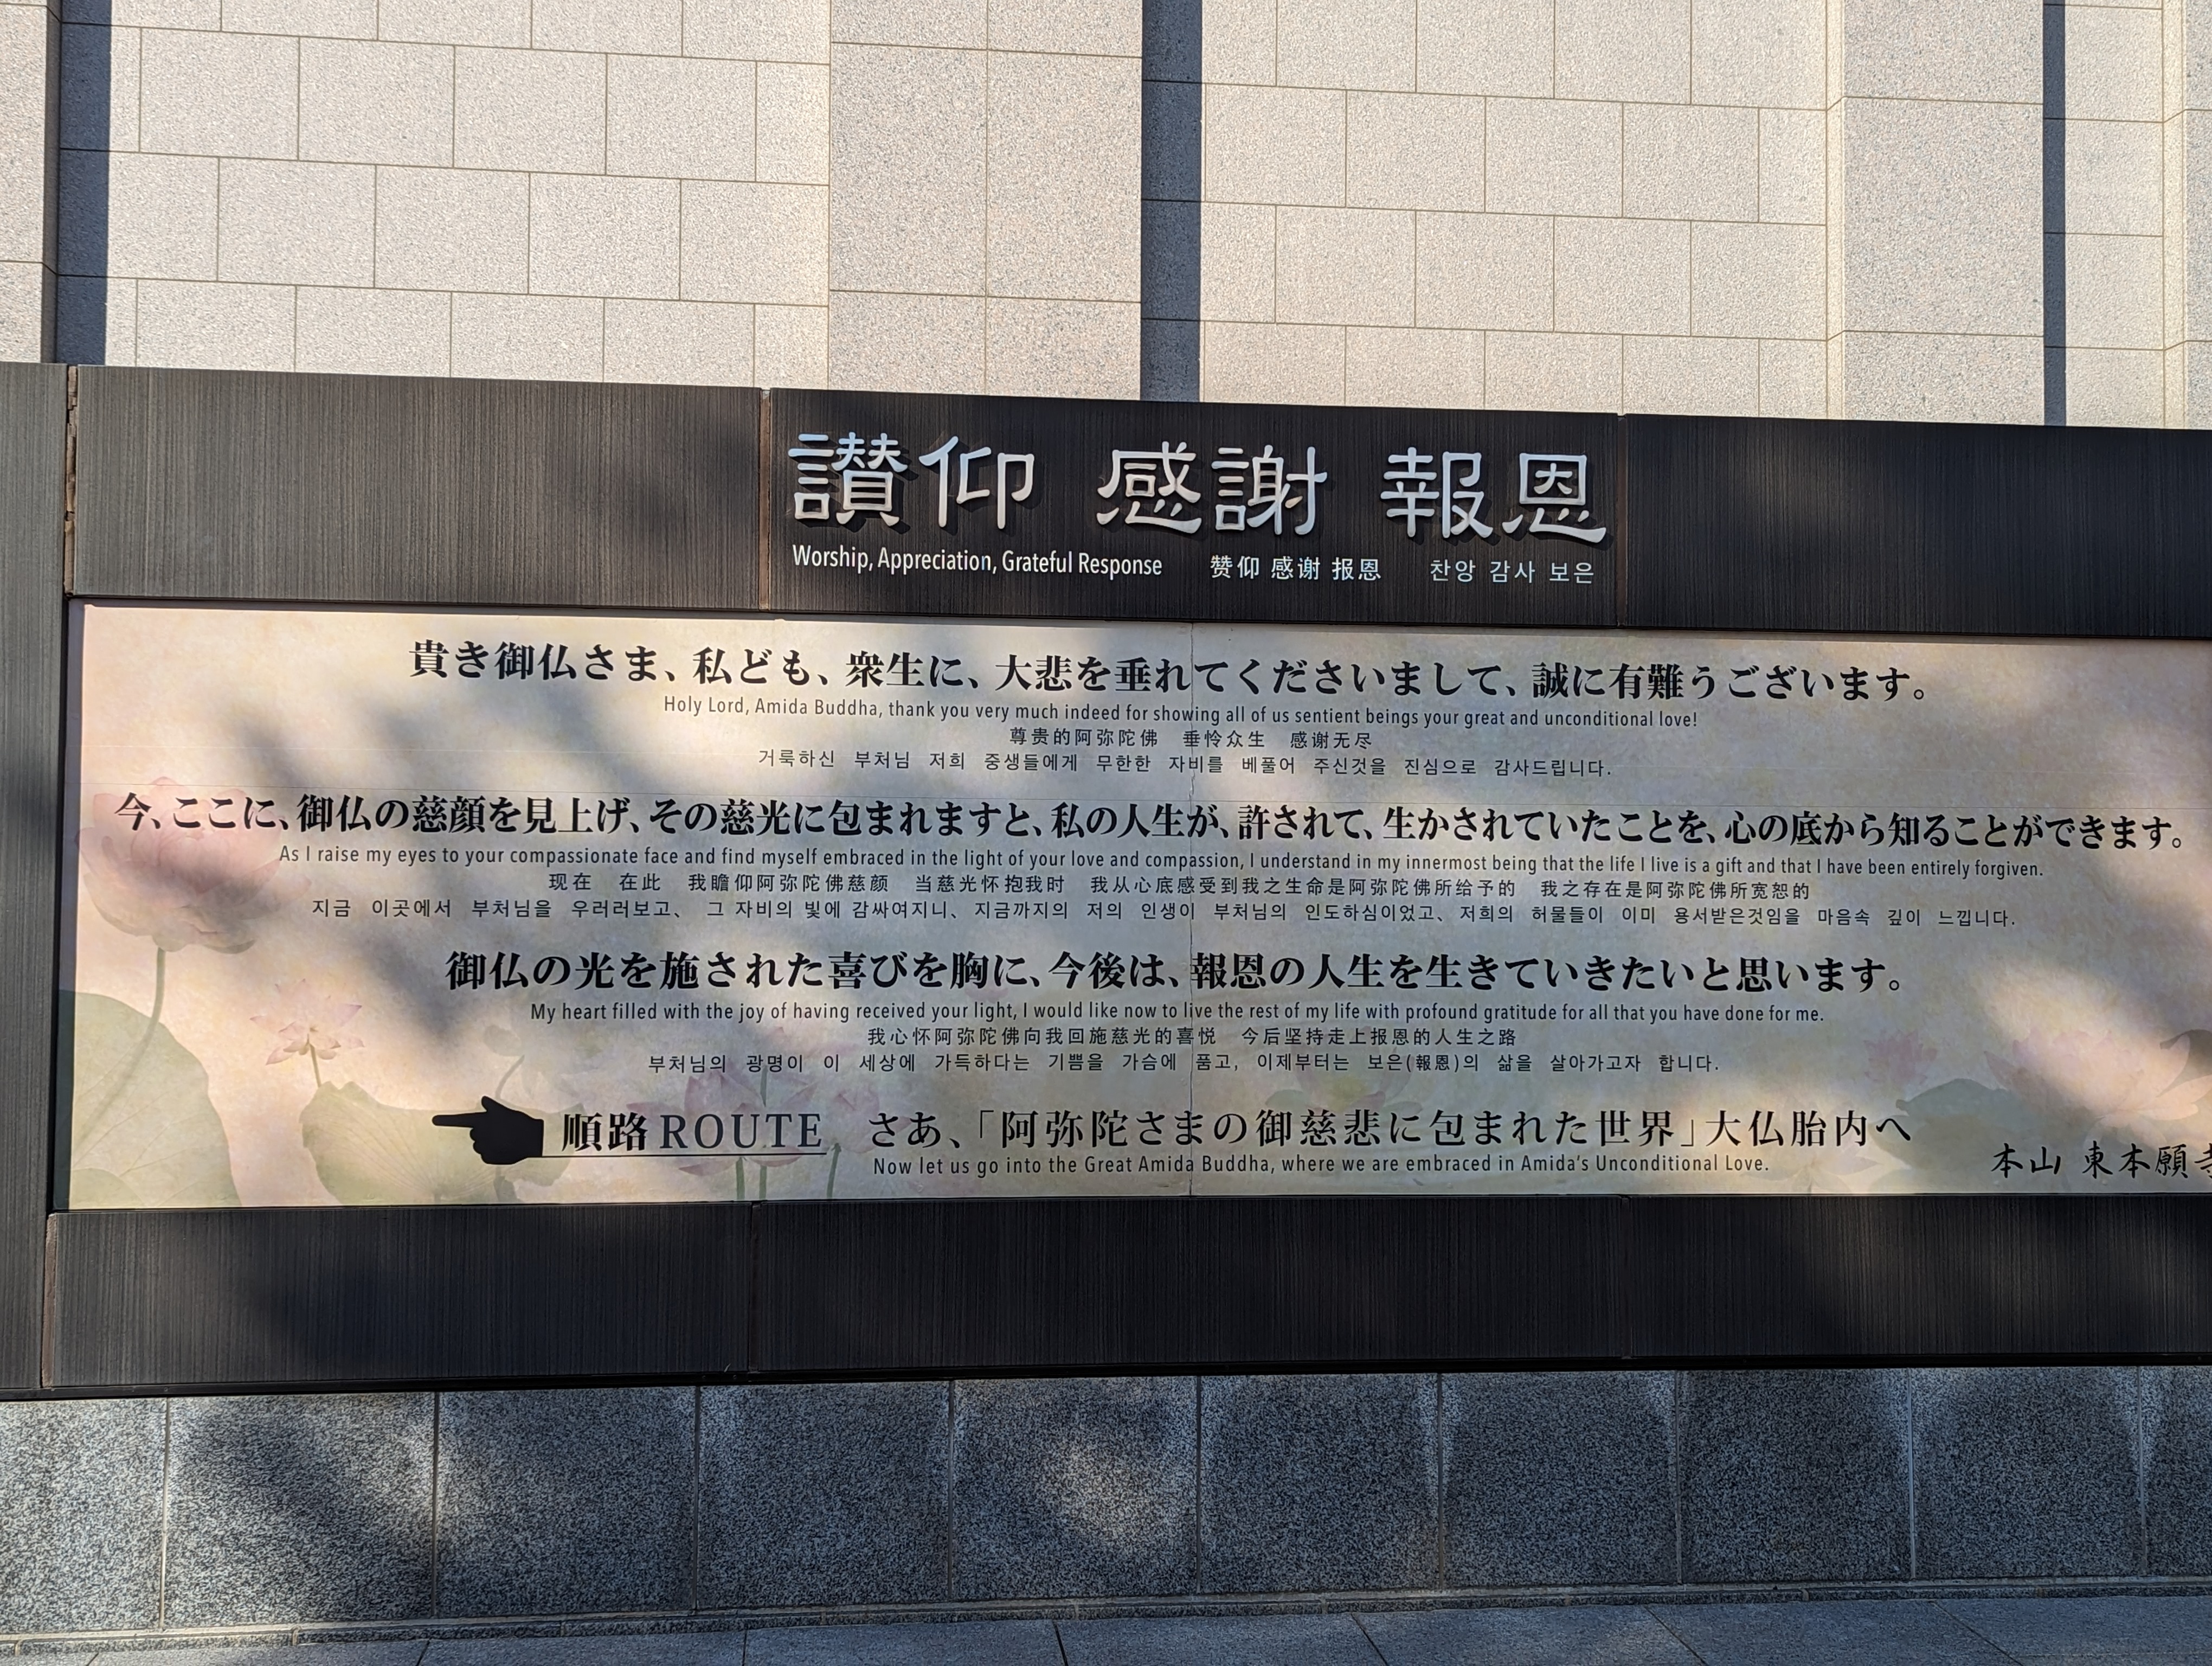 讃仰 感謝 報恩
Worship, Appreciation, Grateful Response 赞仰 感谢 报恩 찬앙 감사 보은
貴き御仏さま、私ども、衆生に、大悲を垂れてくださいまして、誠に有難うございます。
Holy Lord, Amida Buddha, thank you very much indeed for showing all of us sentient beings your great and unconditional love!
尊贵的阿弥陀佛 垂怜众生 感谢无尽
거룩하신 부처님 저희 중생들에게 무한한 자비를 베풀어 주신것을 진심으로 감사드립니다.
今、ここに、御仏の慈顔を見上げ、その慈光に包まれますと、私の人生が、許されて、生かされていたことを、心の底から知ることができます。
As I raise my eyes to your compassionate face and find myself embraced in the light of your love and compassion, I understand in my innermost being that the life I live is a gift and that I have been entirely forgiven.
现在 在此 我瞻仰阿弥陀佛慈颜 当慈光怀抱我时 我从心底感受到我之生命是阿弥陀佛所给予的 我之存在是阿弥陀佛所宽恕的
지금 이곳에서 부처님을 우러러보고、 그 자비의 빛에 감싸여지니、 지금까지의 저의 인생이 부처님의 인도하심이었고、 저희의 허물들이 이미 용서받은것임을 마음속 깊이 느낍니다.
御仏の光を施された喜びを胸に、今後は、報恩の人生を生きていきたいと思います。
My heart filled with the joy of having received your light, I would like now to live the rest of my life with profound gratitude for all that you have done for me.
我心怀阿弥陀佛向我回施慈光的喜悦 今后坚持走上报恩的人生之路
부처님의 광명이 이 세상에 가득하다는 기쁨을 가슴에 품고, 이제부터는 보은(報恩)의 삶을 살아가고자 합니다.
順路 ROUTE さあ、「阿弥陀さまの御慈悲に包まれた世界」大仏胎内へ
Now let us go into the Great Amida Buddha, where we are embraced in Amida's Unconditional Love.
本山 東本願寺